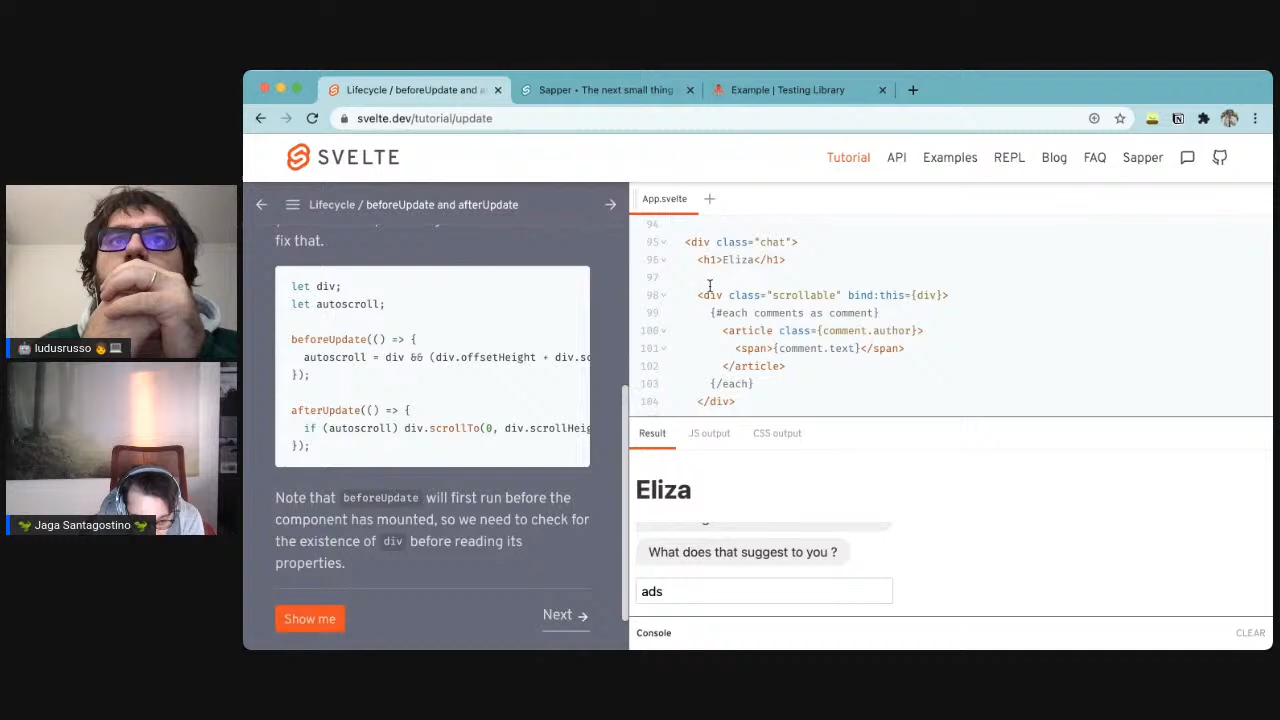 Lifecycle / beforeUpdate and a
Sapper • The next small thing
Example | Testing Library
svelte.dev/tutorial/update
SVELTE
Tutorial
API
Examples
REPL
Blog
FAQ
Sapper
Lifecycle / beforeUpdate and afterUpdate
fix that.
let div;
let autoscroll;
beforeUpdate(() => {
autoscroll = div && (div.offsetHeight + div.sc
});
afterUpdate(() => {
if (autoscroll) div.scrollTo(0, div.scrollHeig
});
Note that beforeUpdate will first run before the
component has mounted, so we need to check for
the existence of div before reading its
properties.
Show me
Next
App.svelte
94
95 <div class="chat">
96 <h1>Eliza</h1>
97
98 <div class="scrollable" bind:this={div}>
99 {#each comments as comment}
100 <article class={comment.author}>
101 <span>{comment.text}</span>
102 </article>
103 {/each}
104 </div>
Result
JS output
CSS output
Eliza
What does that suggest to you ?
ads
Console
CLEAR
🤖 ludusrusso 👨💻
🦖 Jaga Santagostino 🦖